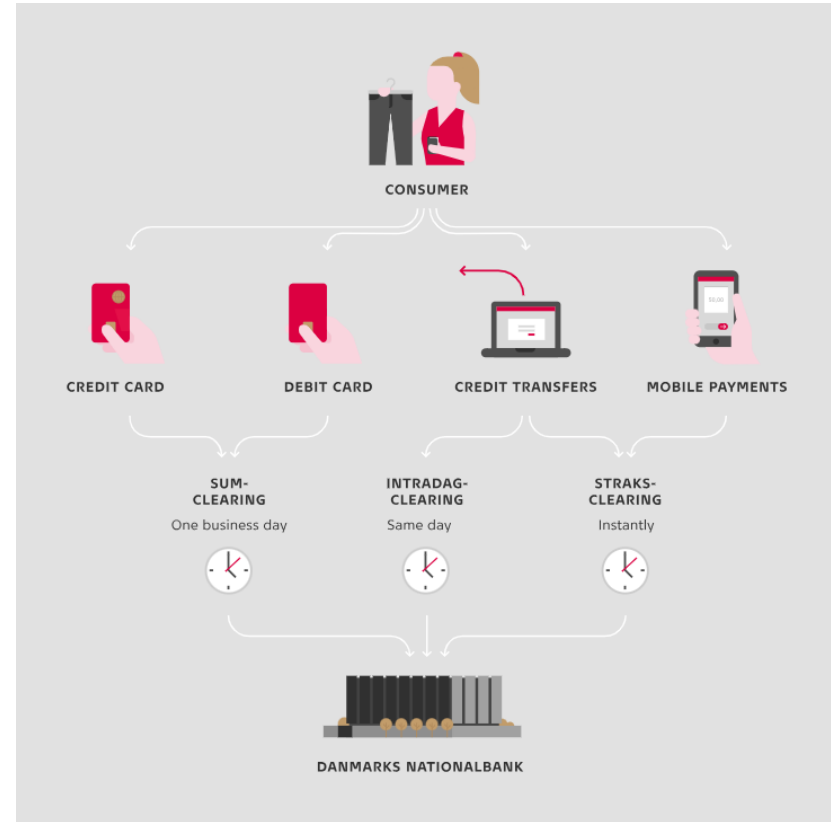 CONSUMER
CREDIT CARD
DEBIT CARD
CREDIT TRANSFERS
MOBILE PAYMENTS
SUM-
CLEARING
One business day
INTRADAG-
CLEARING
Same day
STRAKS-
CLEARING
Instantly
DANMARKS NATIONALBANK